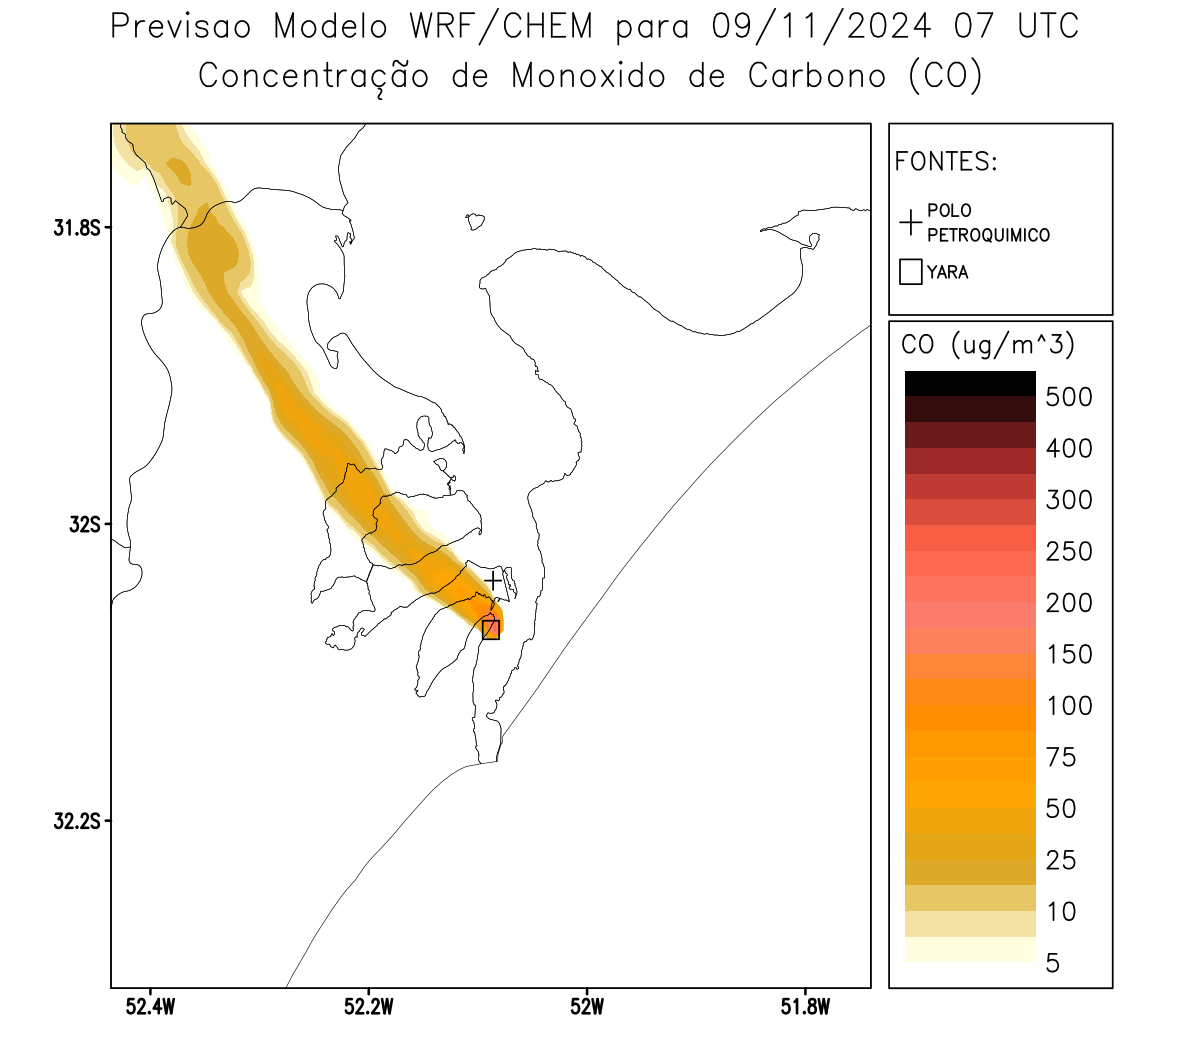 Previsao Modelo WRF/CHEM para 09/11/2024 07 UTC
Concentração de Monoxido de Carbono (CO)
FONTES:
POLO
PETROQUIMICO
YARA
31.8S
32S
32.2S
52.4W
52.2W
52W
51.8W
CO (ug/m^3)
500
400
300
250
200
150
100
75
50
25
10
5